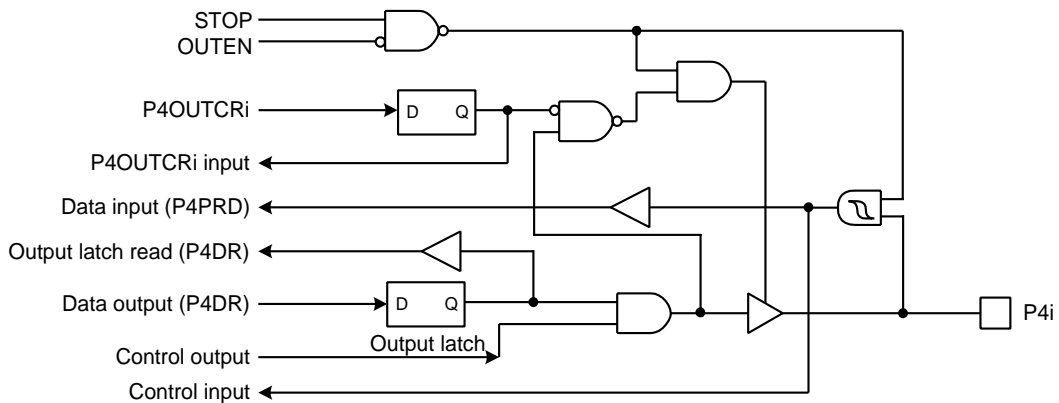 STOP
OUTEN
P4OUTCRi
D Q
P4OUTCRi input
Data input (P4PRD)
Output latch read (P4DR)
Data output (P4DR)
D Q
P4i
Output latch
Control output
Control input